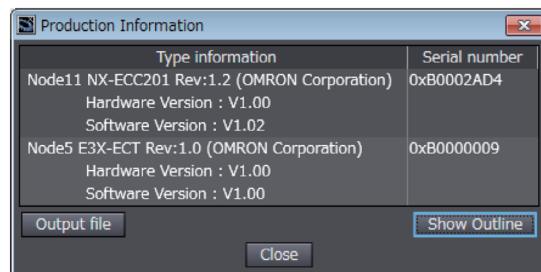 Production Information
Type information Serial number
Node11 NX-ECC201 Rev:1.2 (OMRON Corporation) 0xB0002AD4
Hardware Version : V1.00
Software Version : V1.02
Node5 E3X-ECT Rev:1.0 (OMRON Corporation) 0xB0000009
Hardware Version : V1.00
Software Version : V1.00
Output file Show Outline
Close